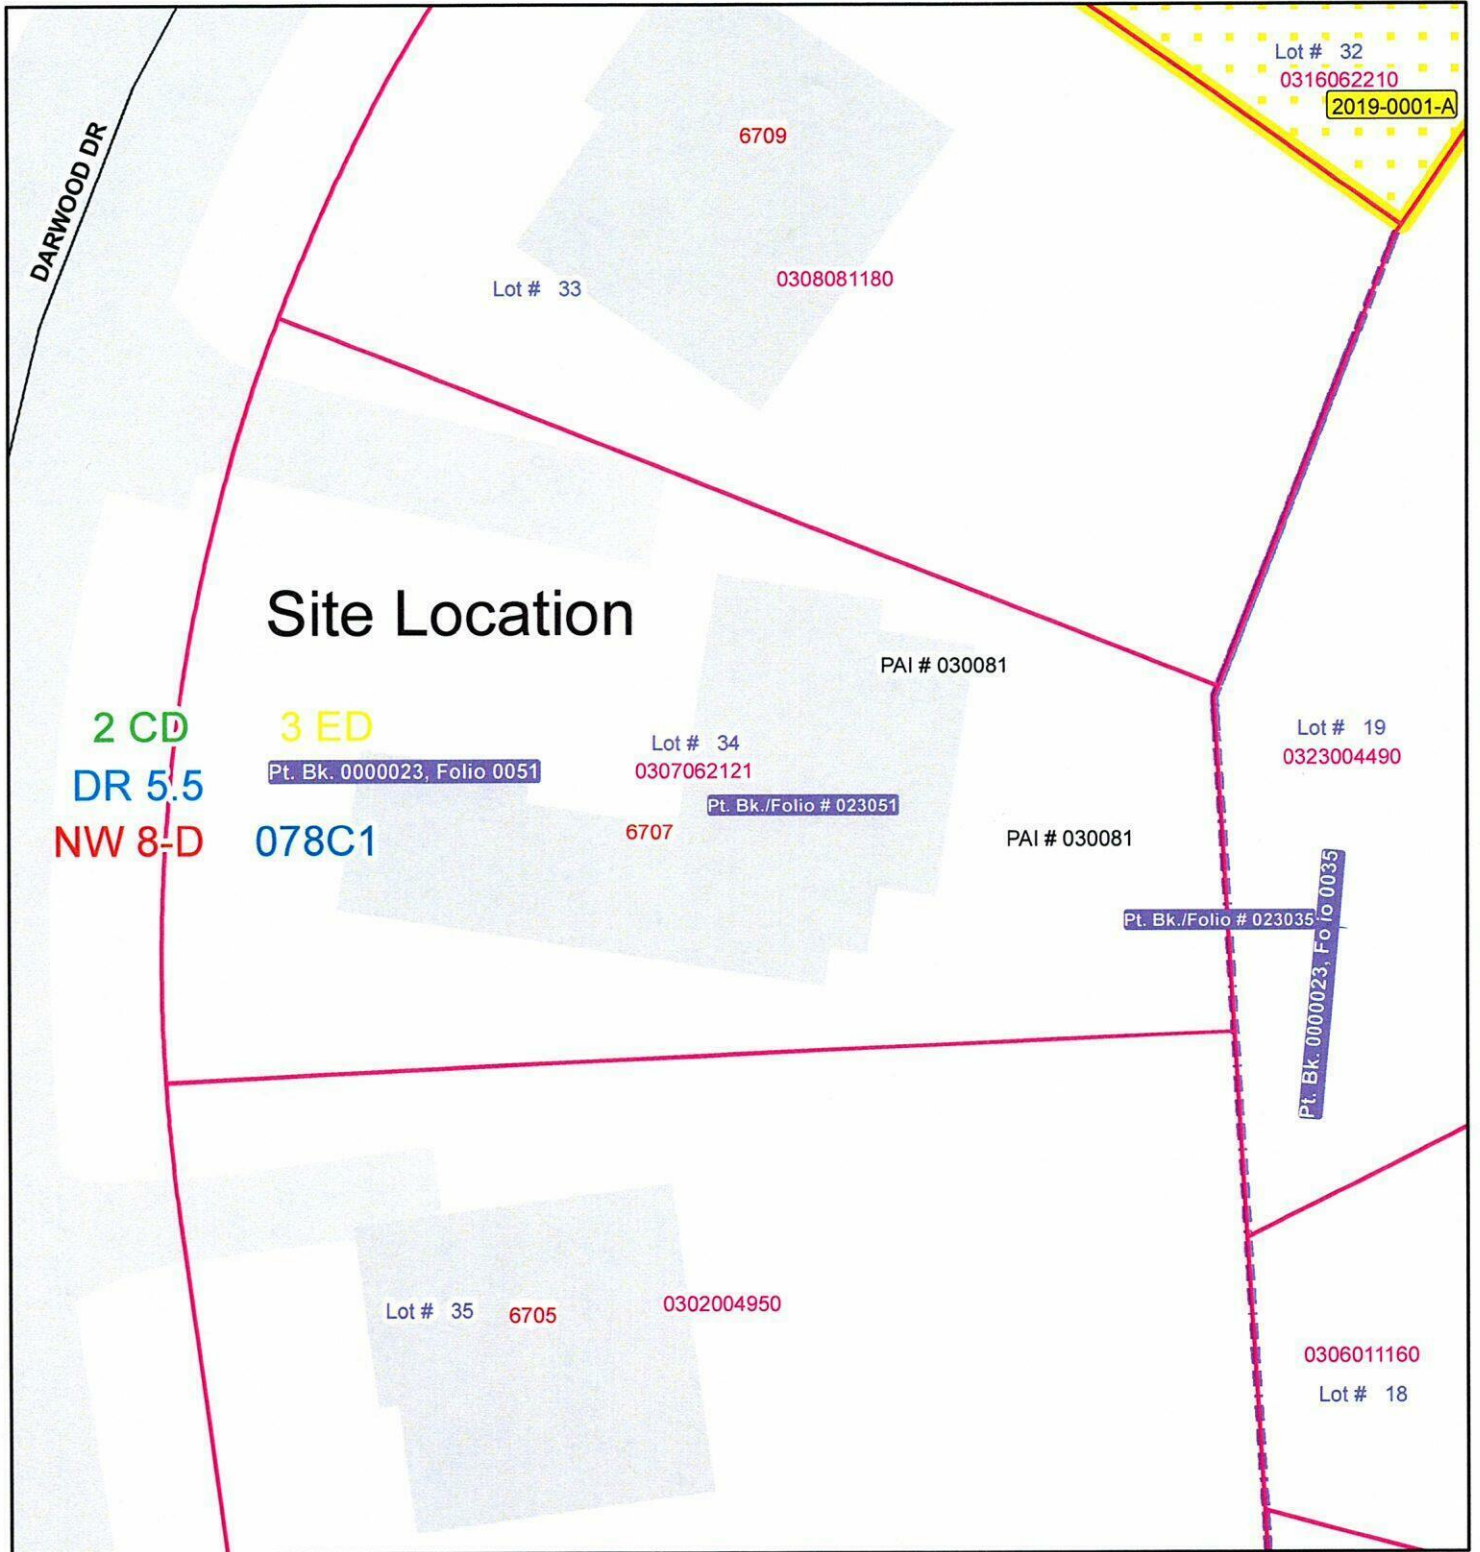 Lot # 32
0316062210
2019-0001-A
6709
DARWOOD DR
0308081180
Lot # 33
Site Location
PAI # 030081
2 CD 3 ED
Lot # 19
0323004490
Lot # 34
0307062121
Pt. Bk. 0000023, Folio 0051
DR 5.5
Pt. Bk./Folio # 023051
6707
NW 8-D 078C1
PAI # 030081
Pt. Bk./Folio # 023035
Pt. Bk. 0000023, Folio 0035
Lot # 35
6705
0302004950
0306011160
Lot # 18